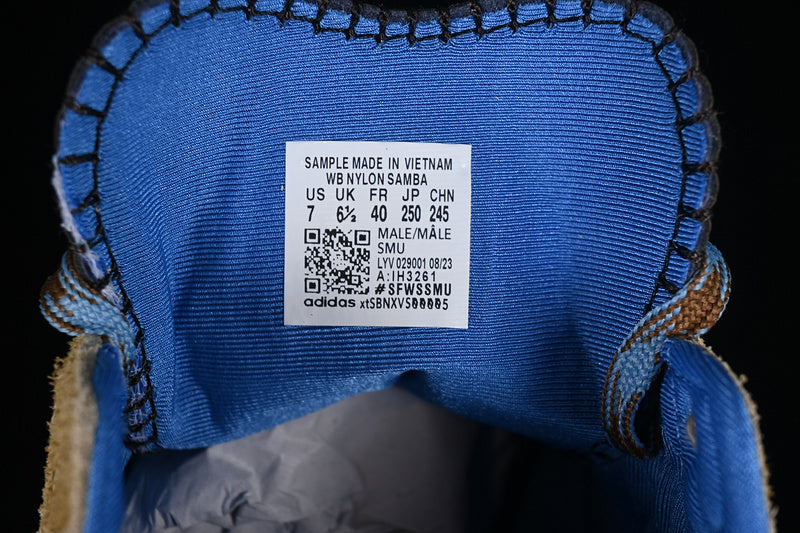 SAMPLE MADE IN VIETNAM
WB NYLON SAMBA
US UK FR JP CHN
7 6½ 40 250 245
MALE/MÂLE
SMU
LYV 029001 08/23
A:IH3261
#SFWSSMU
adidas xtSBNXVS00005